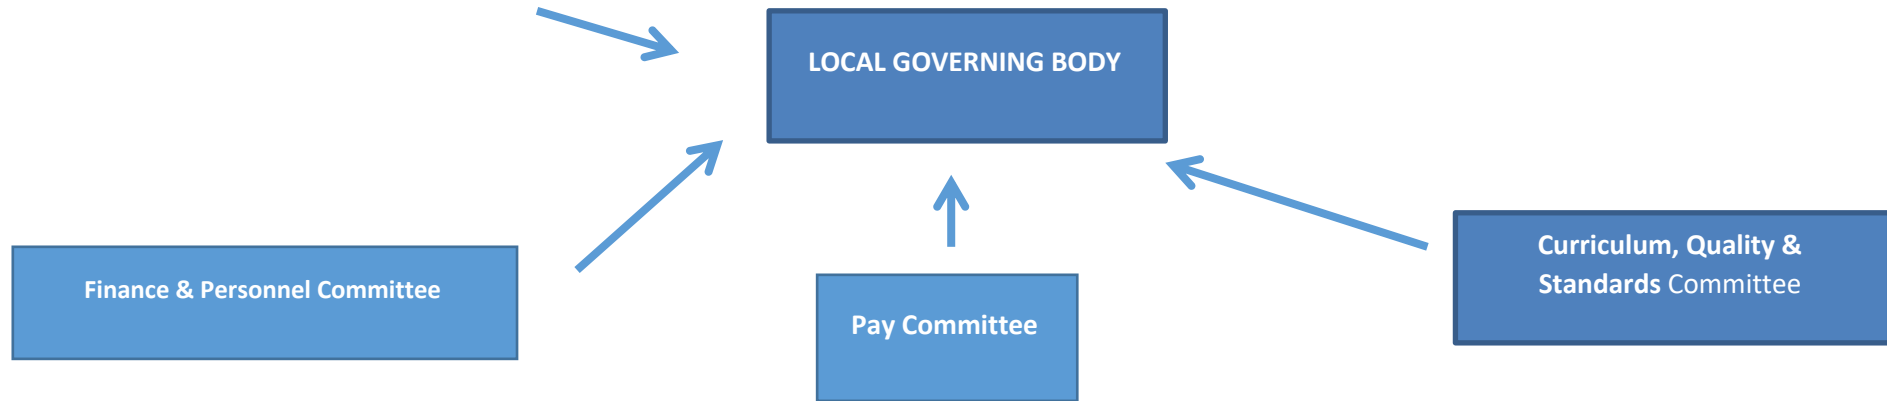 LOCAL GOVERNING BODY
Finance & Personnel Committee
Pay Committee
Curriculum, Quality &
Standards Committee